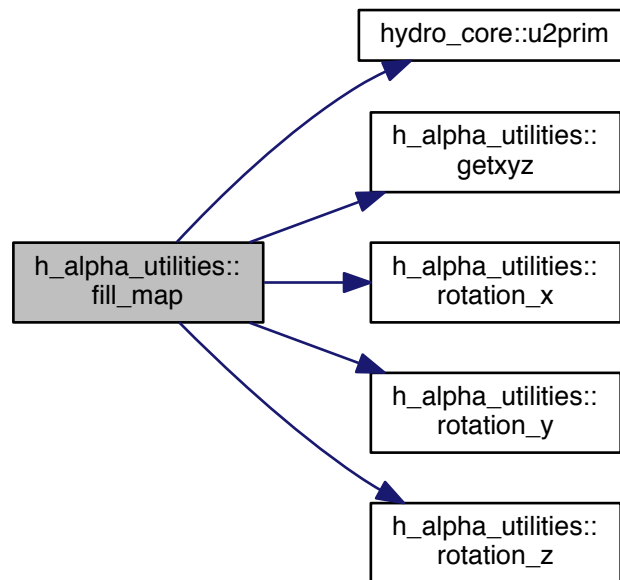 hydro_core::u2prim
h_alpha_utilities::
getxyz
h_alpha_utilities::
fill_map
h_alpha_utilities::
rotation_x
h_alpha_utilities::
rotation_y
h_alpha_utilities::
rotation_z